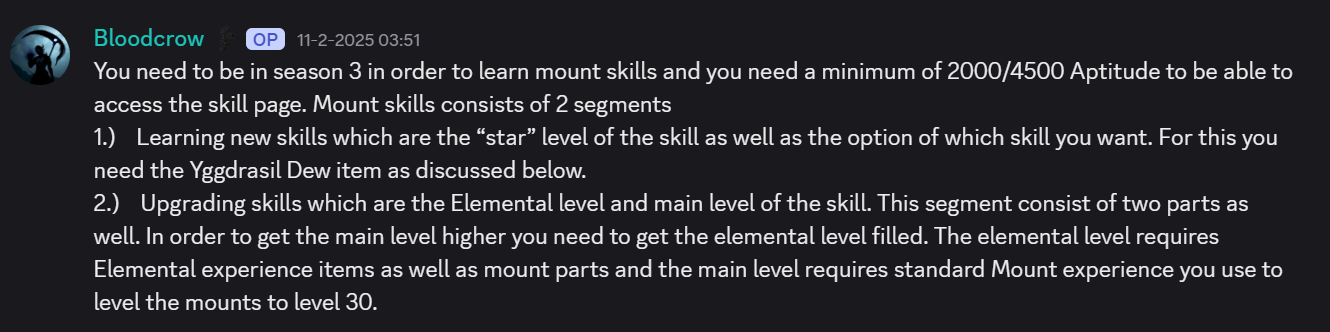 Bloodcrow OP 11-2-2025 03:51
You need to be in season 3 in order to learn mount skills and you need a minimum of 2000/4500 Aptitude to be able to
access the skill page. Mount skills consists of 2 segments
1.) Learning new skills which are the “star” level of the skill as well as the option of which skill you want. For this you
need the Yggdrasil Dew item as discussed below.
2.) Upgrading skills which are the Elemental level and main level of the skill. This segment consist of two parts as
well. In order to get the main level higher you need to get the elemental level filled. The elemental level requires
Elemental experience items as well as mount parts and the main level requires standard Mount experience you use to
level the mounts to level 30.